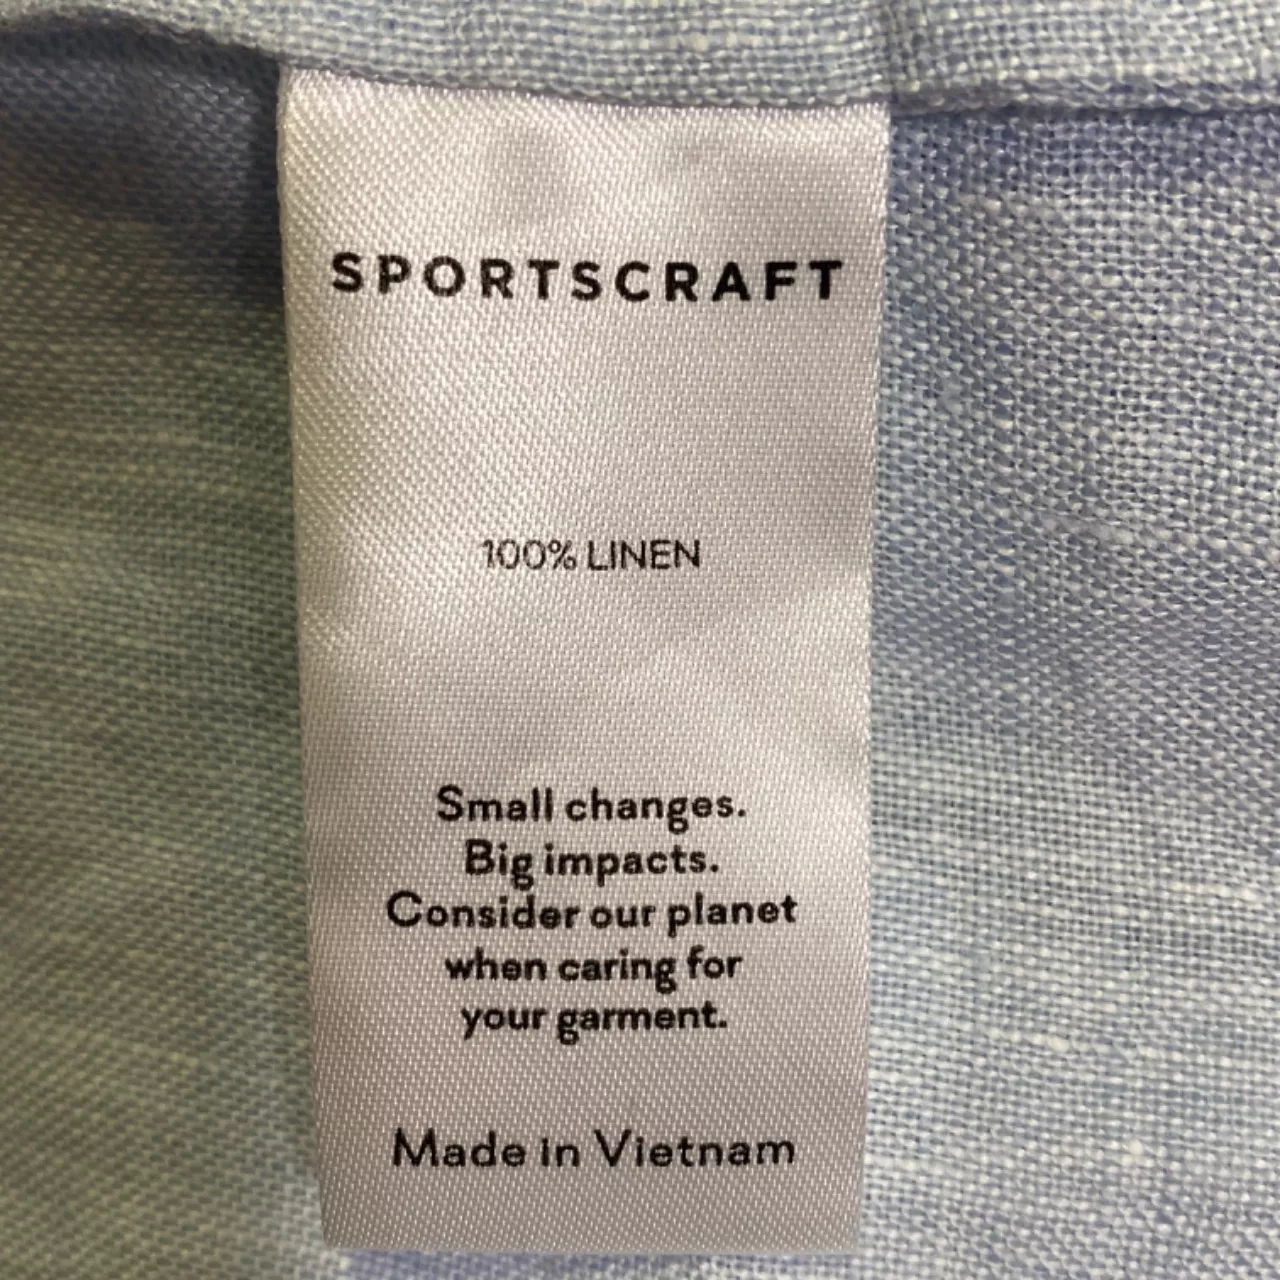 SPORTSCRAFT
100% LINEN
Small changes.
Big impacts.
Consider our planet
when caring for
your garment.
Made in Vietnam